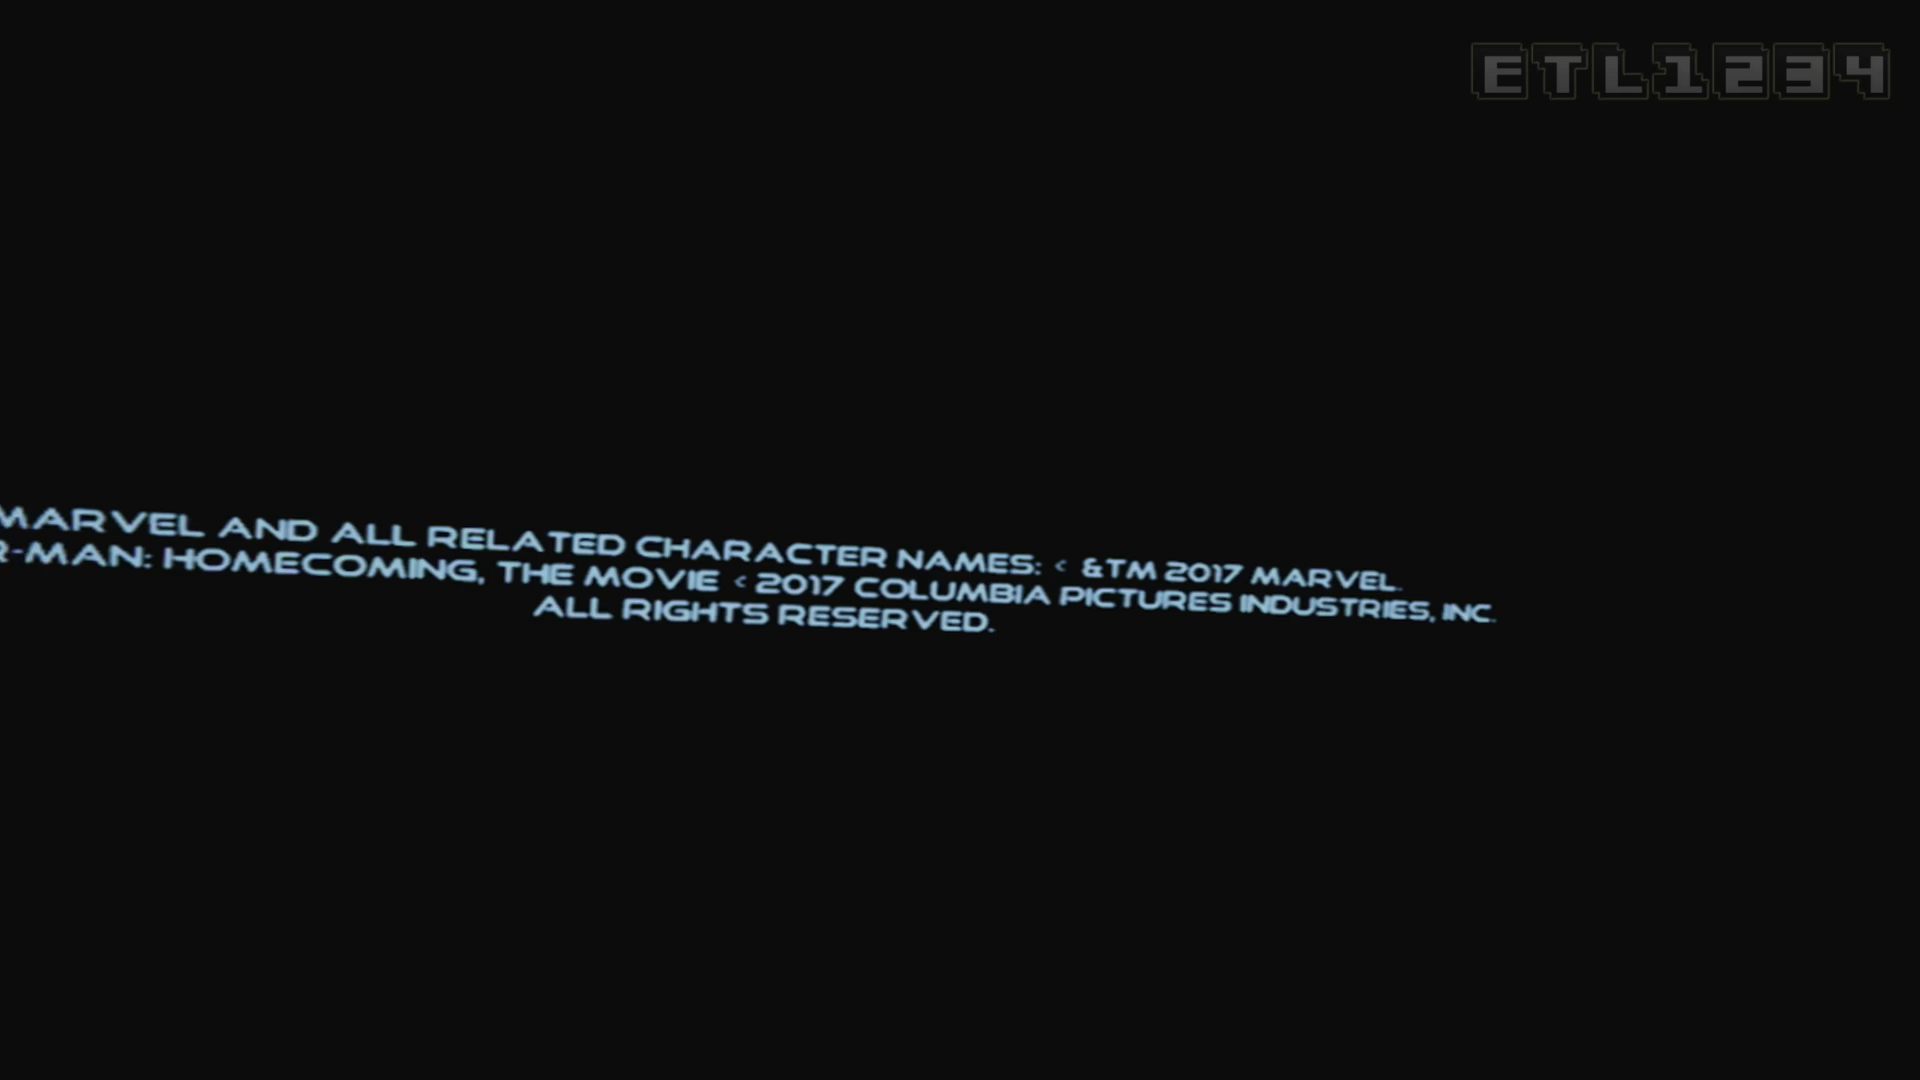 ETL1234
MARVEL AND ALL RELATED CHARACTER NAMES: < &TM 2017 MARVEL.
R-MAN: HOMECOMING, THE MOVIE < 2017 COLUMBIA PICTURES INDUSTRIES, INC.
ALL RIGHTS RESERVED.